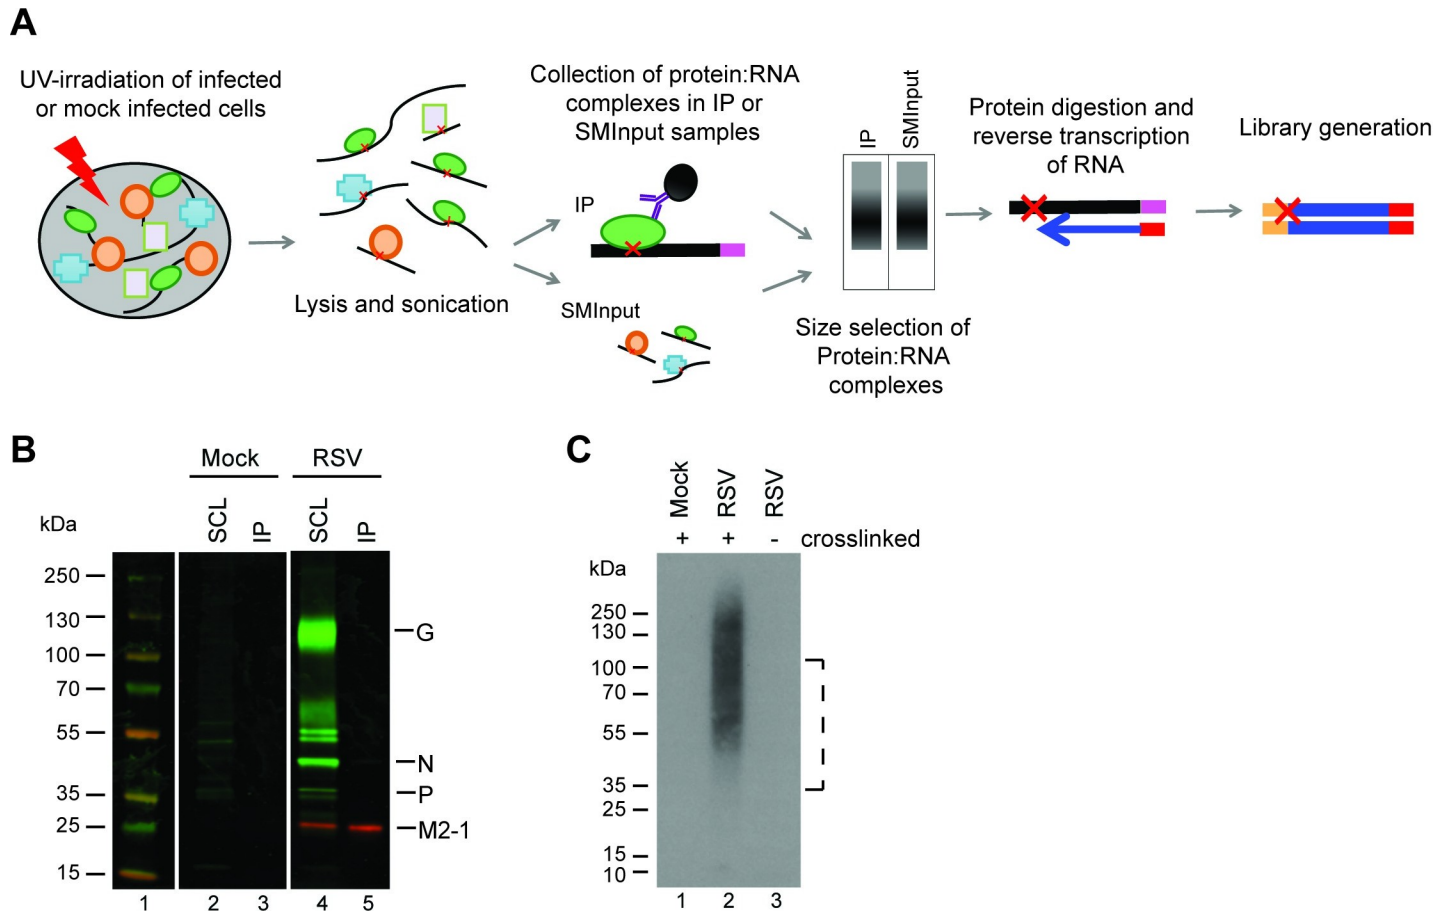 A
UV-irradiation of infected
or mock infected cells
Lysis and sonication
Collection of protein:RNA
complexes in IP or
SMInput samples
IP
SMInput
IP
SMInput
Size selection of
Protein:RNA
complexes
Protein digestion and
reverse transcription
of RNA
Library generation
B
Mock RSV
kDa SCL IP SCL IP
250
130
100
70
55
35
25
15
G
N
P
M2-1
1 2 3 4 5
C
Mock RSV RSV
+ + - crosslinked
kDa
250
130
100
70
55
35
25
15
10
1 2 3